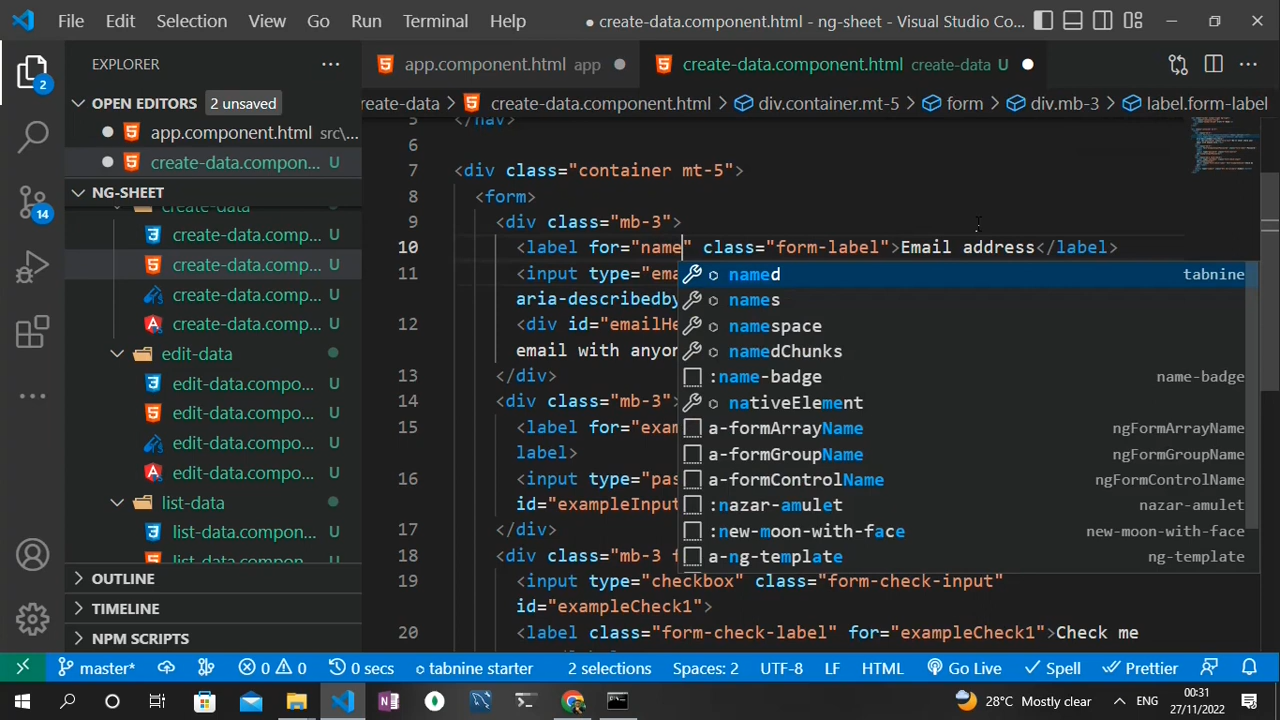 File Edit Selection View Go Run Terminal Help ● create-data.component.html - ng-sheet - Visual Studio Co...
EXPLORER
OPEN EDITORS 2 unsaved
app.component.html src\...
create-data.compon... U
NG-SHEET
create-data
create-data.comp... U
create-data.comp... U
create-data.comp... U
create-data.comp... U
edit-data
edit-data.compo... U
edit-data.compo... U
edit-data.compo... U
edit-data.compo... U
list-data
list-data.compon... U
list-data.compon... U
OUTLINE
TIMELINE
NPM SCRIPTS
2
14
app.component.html app
create-data.component.html create-data U
create-data > create-data.component.html > div.container.mt-5 > form > div.mb-3 > label.form-label
5 </nav>
6
7 <div class="container mt-5">
8 <form>
9 <div class="mb-3">
10 <label for="name" class="form-label">Email address</label>
11 <input type="ema
aria-describedby
12 <div id="emailHe
email with anyon
13 </div>
14 <div class="mb-3">
15 <label for="exam
label>
16 <input type="pas
id="exampleInput
17 </div>
18 <div class="mb-3 f
19 <input type="checkbox" class="form-check-input"
id="exampleCheck1">
20 <label class="form-check-label" for="exampleCheck1">Check me
named tabnine
names
namespace
namedChunks
:name-badge name-badge
nativeElement
a-formArrayName ngFormArrayName
a-formGroupName ngFormGroupName
a-formControlName ngFormControlName
:nazar-amulet nazar-amulet
:new-moon-with-face new-moon-with-face
a-ng-template ng-template
master* 0 0 0 secs tabnine starter 2 selections Spaces: 2 UTF-8 LF HTML Go Live Spell Prettier
28°C Mostly clear ENG 00:31
27/11/2022